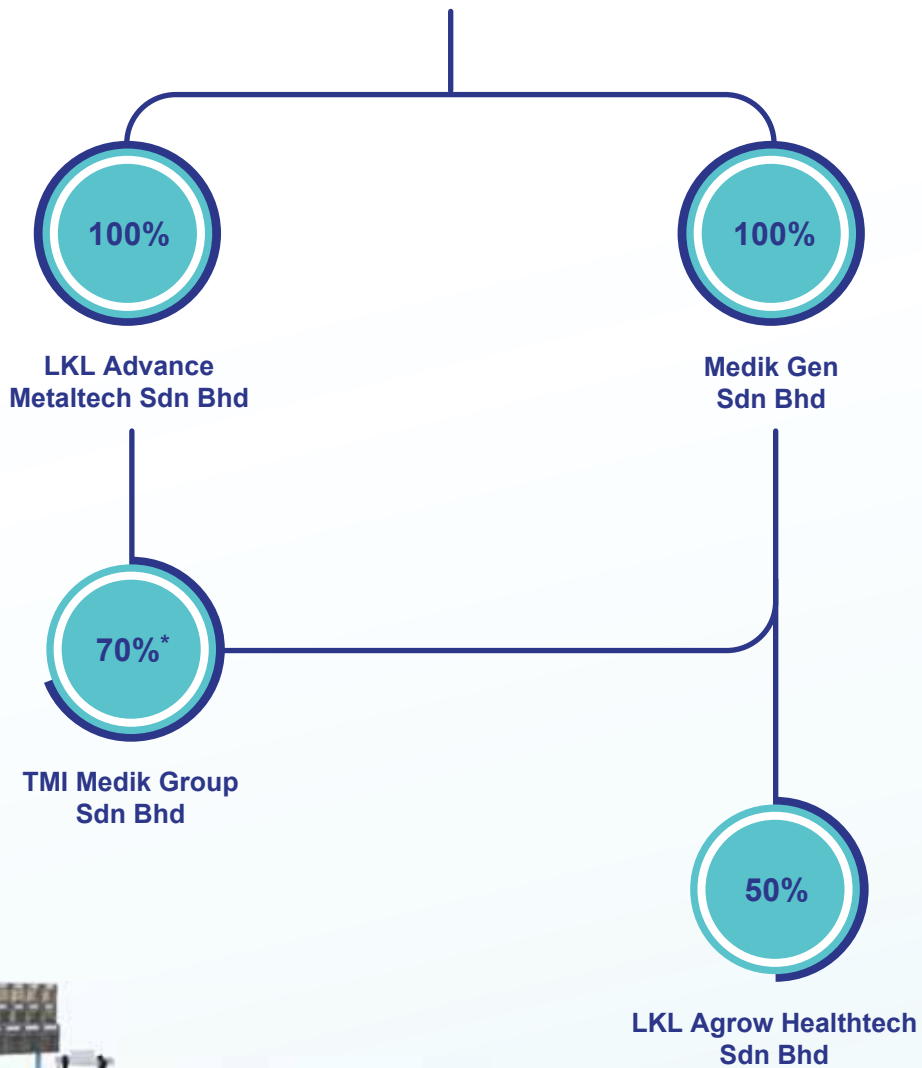 100%
100%
LKL Advance
Metaltech Sdn Bhd
Medik Gen
Sdn Bhd
70%*
TMI Medik Group
Sdn Bhd
50%
LKL Agrow Healthtech
Sdn Bhd